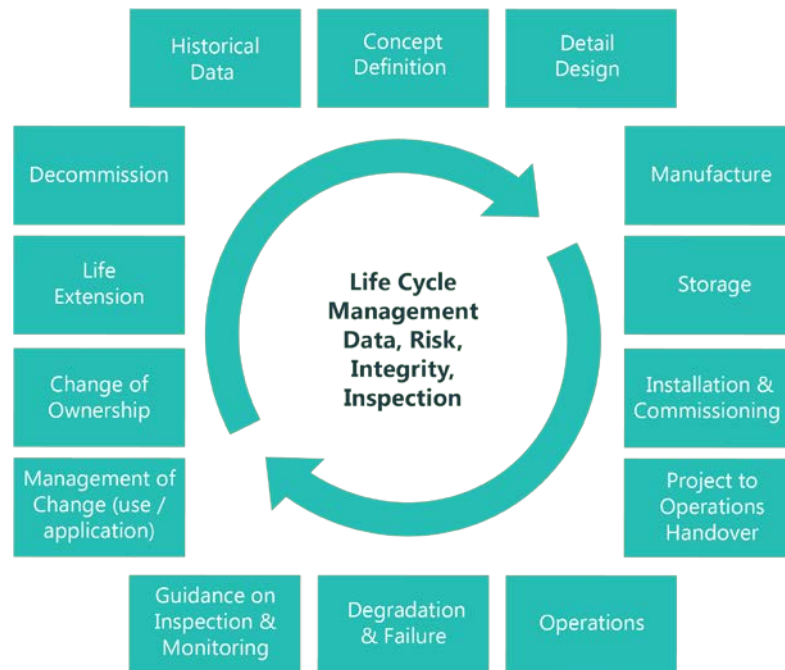 Historical
Data
Concept
Definition
Detail
Design
Manufacture
Storage
Installation &
Commissioning
Project to
Operations
Handover
Operations
Degradation
& Failure
Guidance on
Inspection &
Monitoring
Management of
Change (use /
application)
Change of
Ownership
Life
Extension
Decommission
Life Cycle
Management
Data, Risk,
Integrity,
Inspection